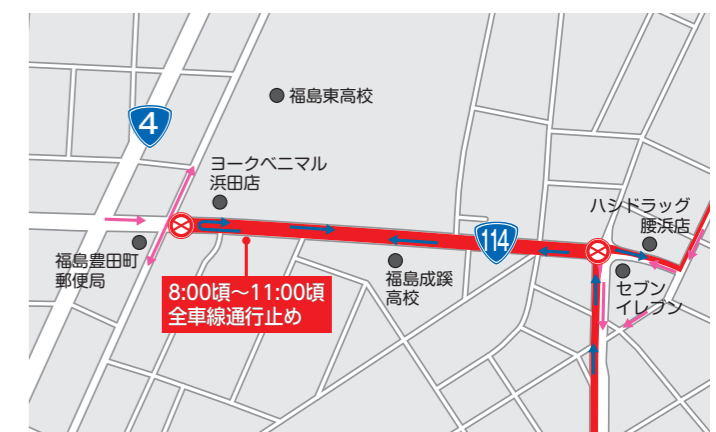 福島東高校
4
ヨークベニマル
浜田店
ハシドラッグ
腰浜店
114
福島豊田町
郵便局
福島成蹊
高校
セブン
イレブン
8:00頃〜11:00頃
全車線通行止め